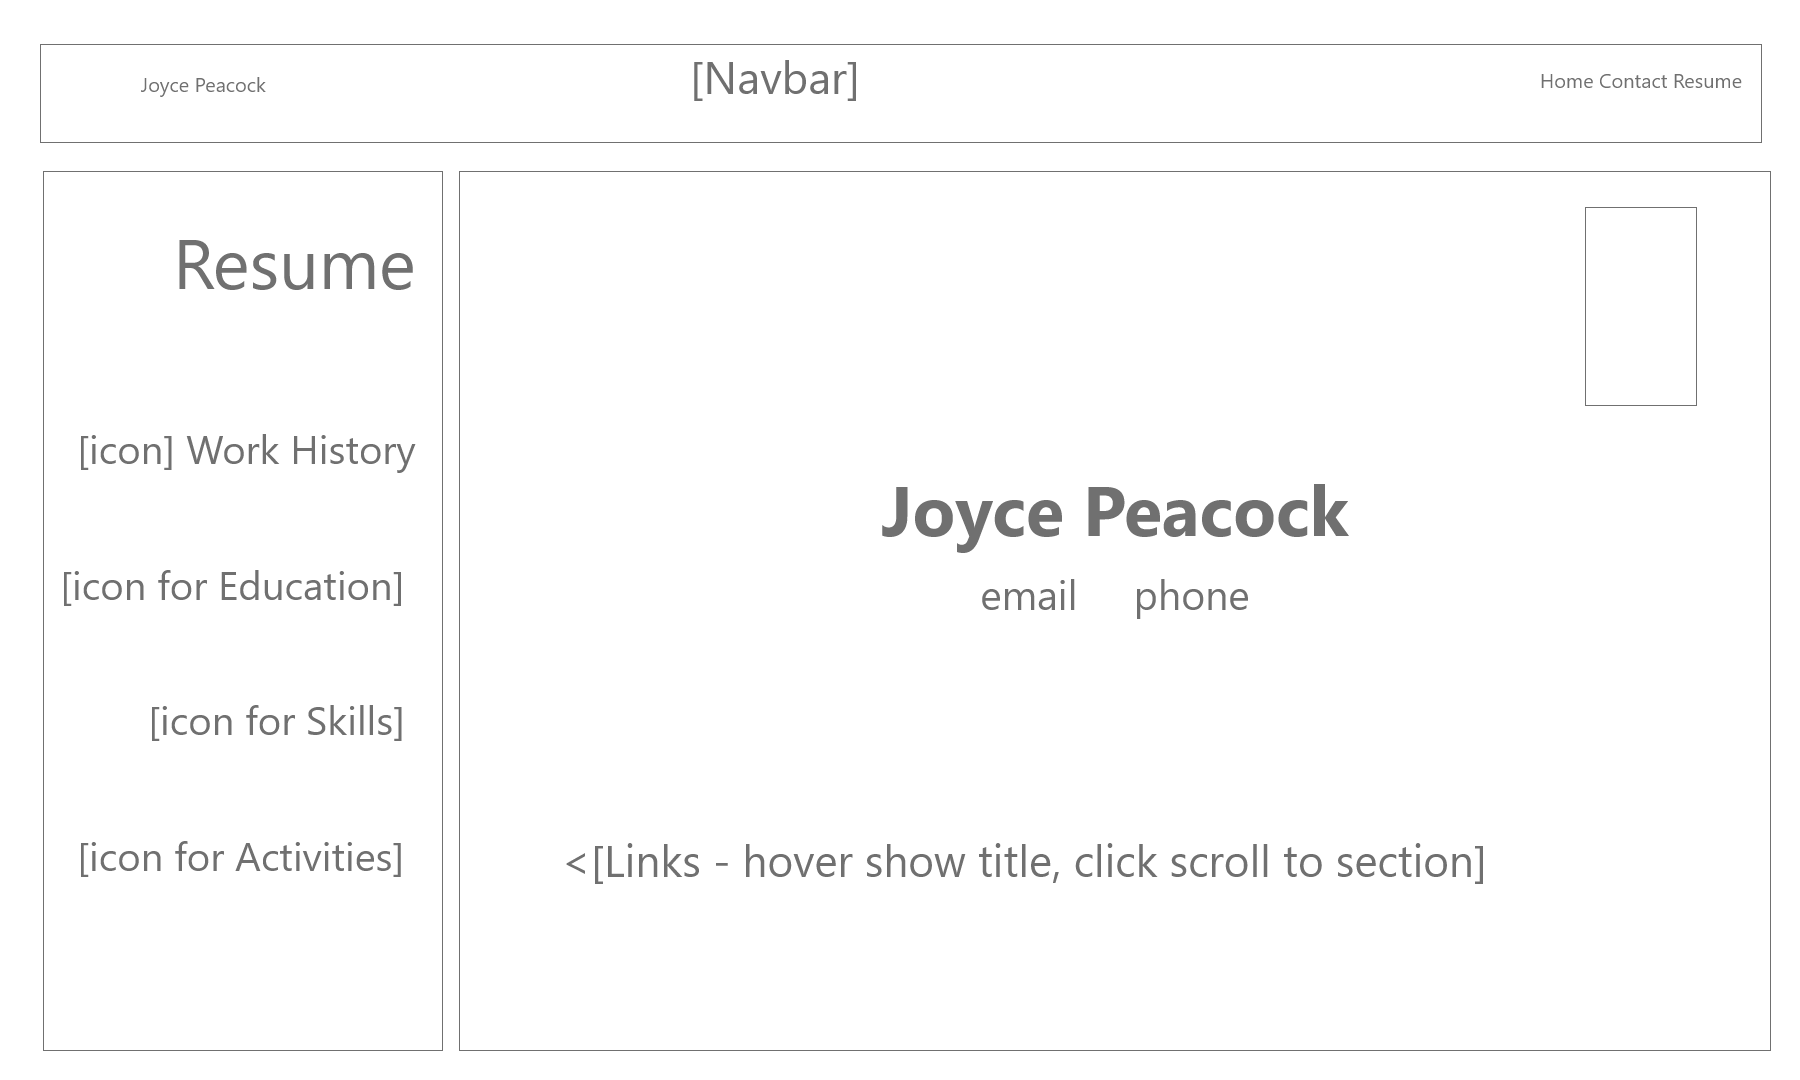 Joyce Peacock
[Navbar]
Home Contact Resume
Resume
[icon] Work History
[icon for Education]
[icon for Skills]
[icon for Activities]
Joyce Peacock
email phone
<[Links - hover show title, click scroll to section]